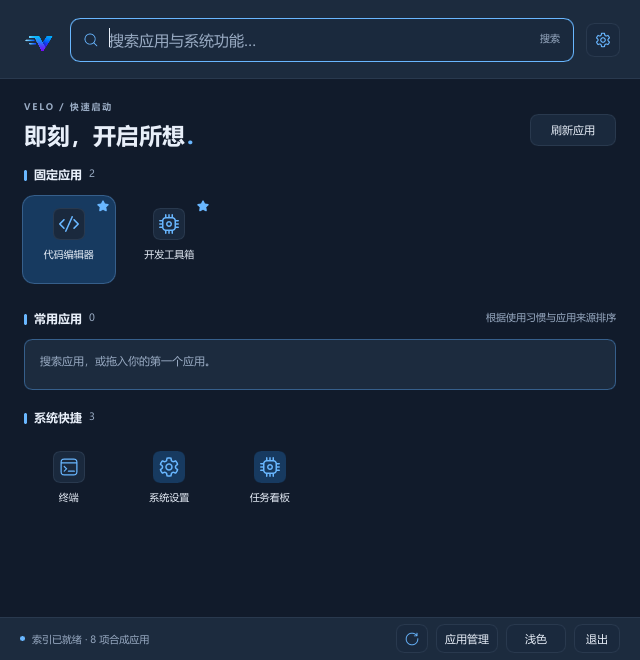 搜索应用与系统功能...
搜索
VELO / 快速启动
即刻，开启所想.
刷新应用
固定应用 2
代码编辑器
开发工具箱
常用应用 0
根据使用习惯与应用来源排序
搜索应用，或拖入你的第一个应用。
系统快捷 3
终端
系统设置
任务看板
索引已就绪 · 8 项合成应用
应用管理
浅色
退出